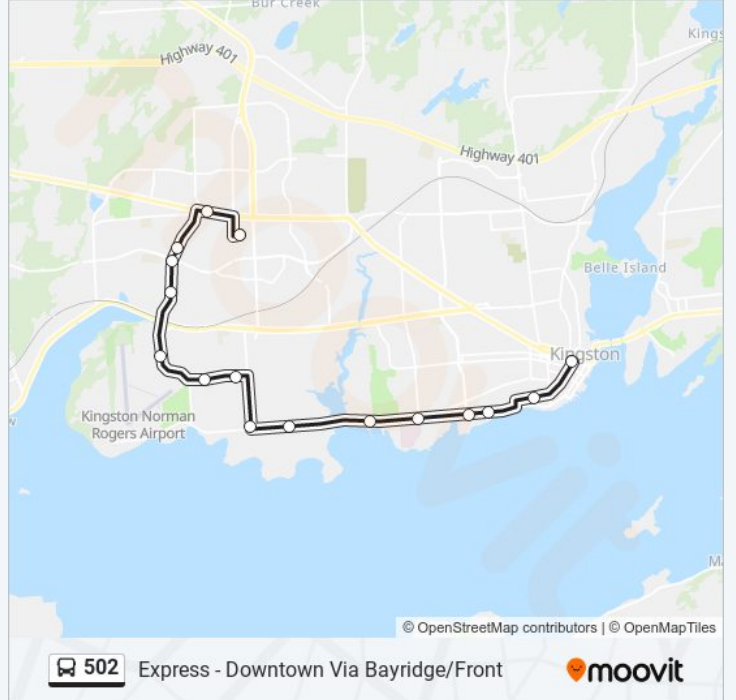 Bur Creek
Highway 401
Kings
Highway 401
Belle Island
Kingston
Kingston Norman
Rogers Airport
w
Ma
© OpenStreetMap contributors | © OpenMapTiles
502 Express - Downtown Via Bayridge/Front
moovit